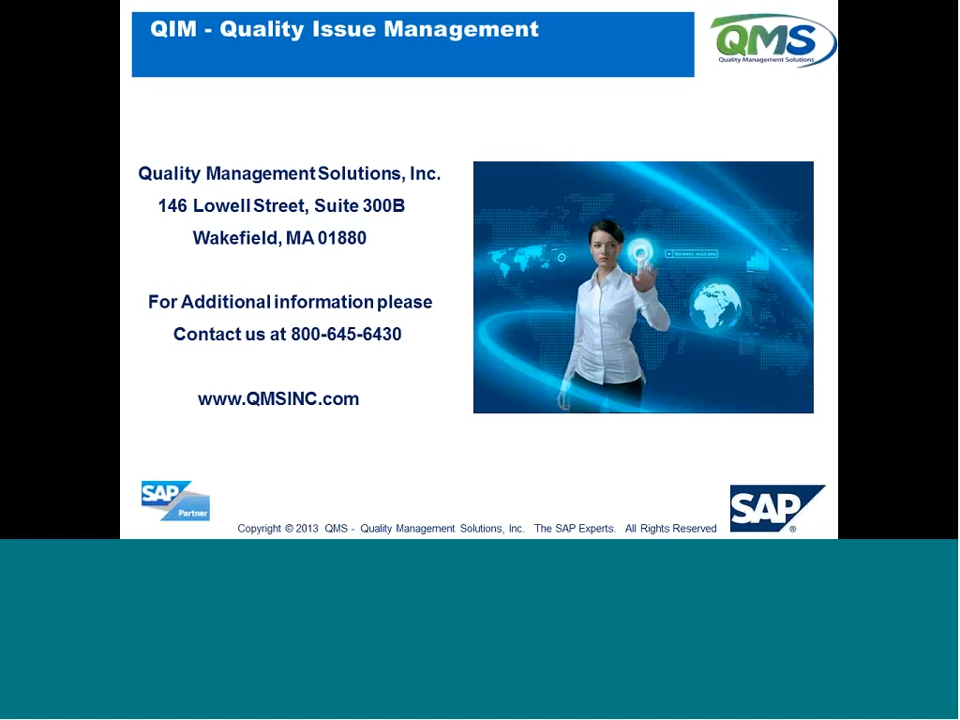 QIM - Quality Issue Management
QMS
Quality Management Solutions
Quality Management Solutions, Inc.
146 Lowell Street, Suite 300B
Wakefield, MA 01880
For Additional information please
Contact us at 800-645-6430
www.QMSINC.com
Business solutions
SAP
Partner
Copyright © 2013 QMS - Quality Management Solutions, Inc. The SAP Experts. All Rights Reserved
SAP
®